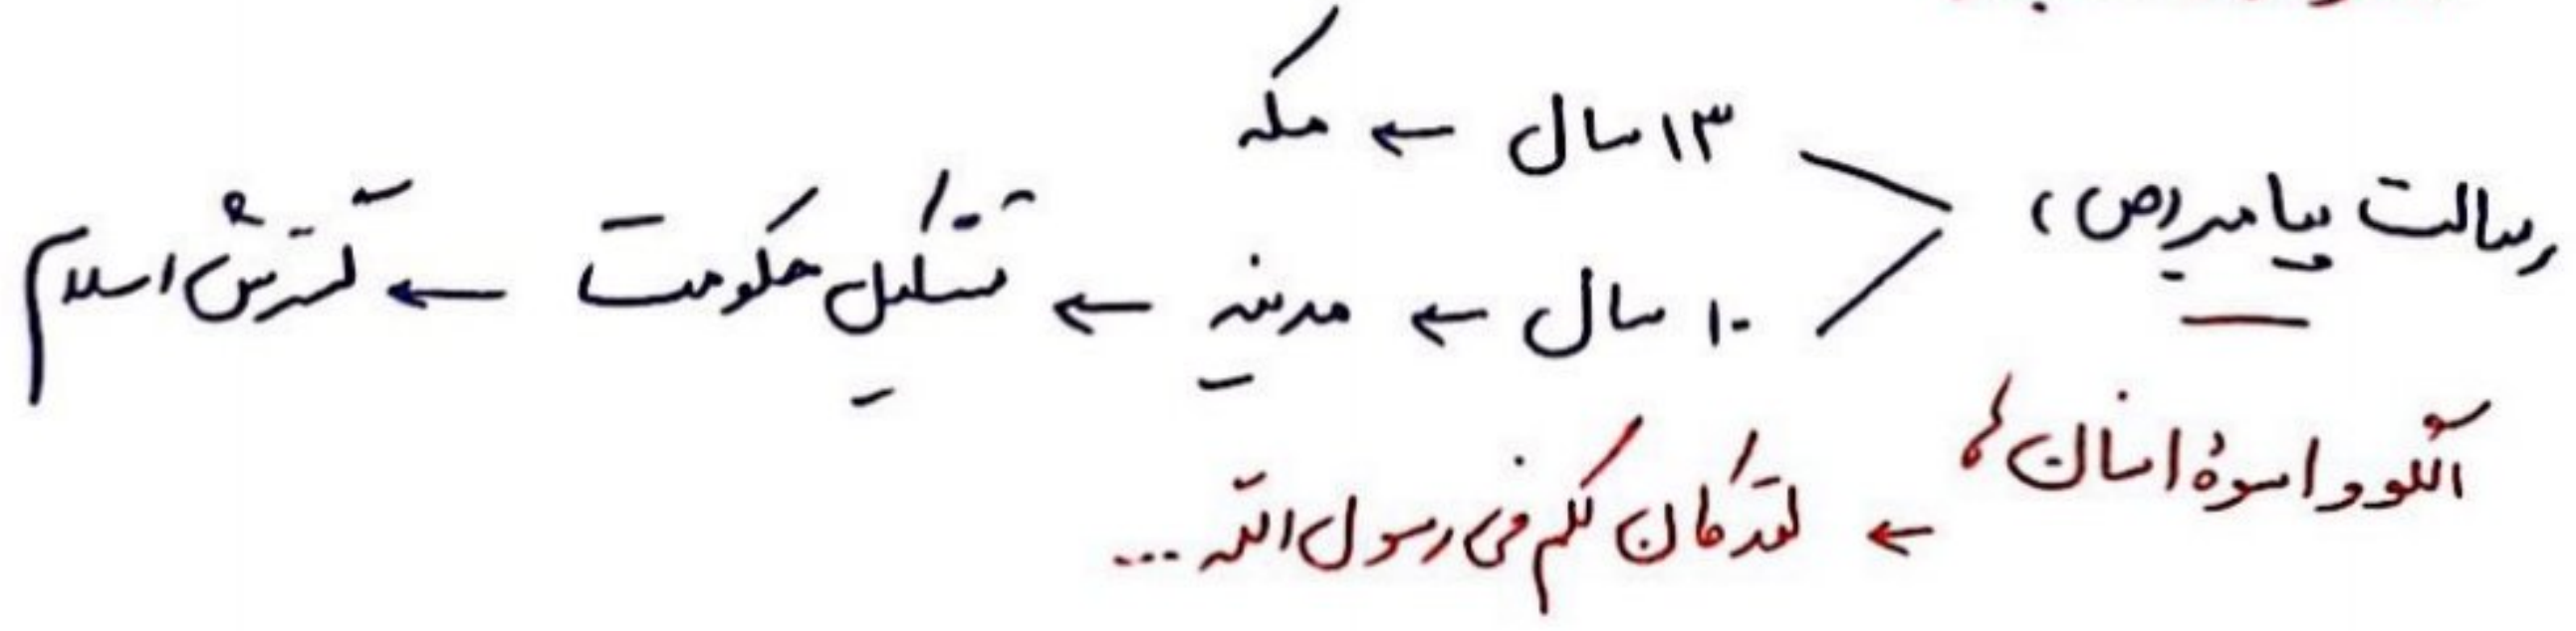 رسالت پیامبر (ص)
۱۳ سال ← مکه
۱۰ سال ← مدینه ← تشکیل حکومت ← گسترش اسلام
الگو و اسوۀ انسان‌ها
← لقد کان لکم فی رسول الله ...